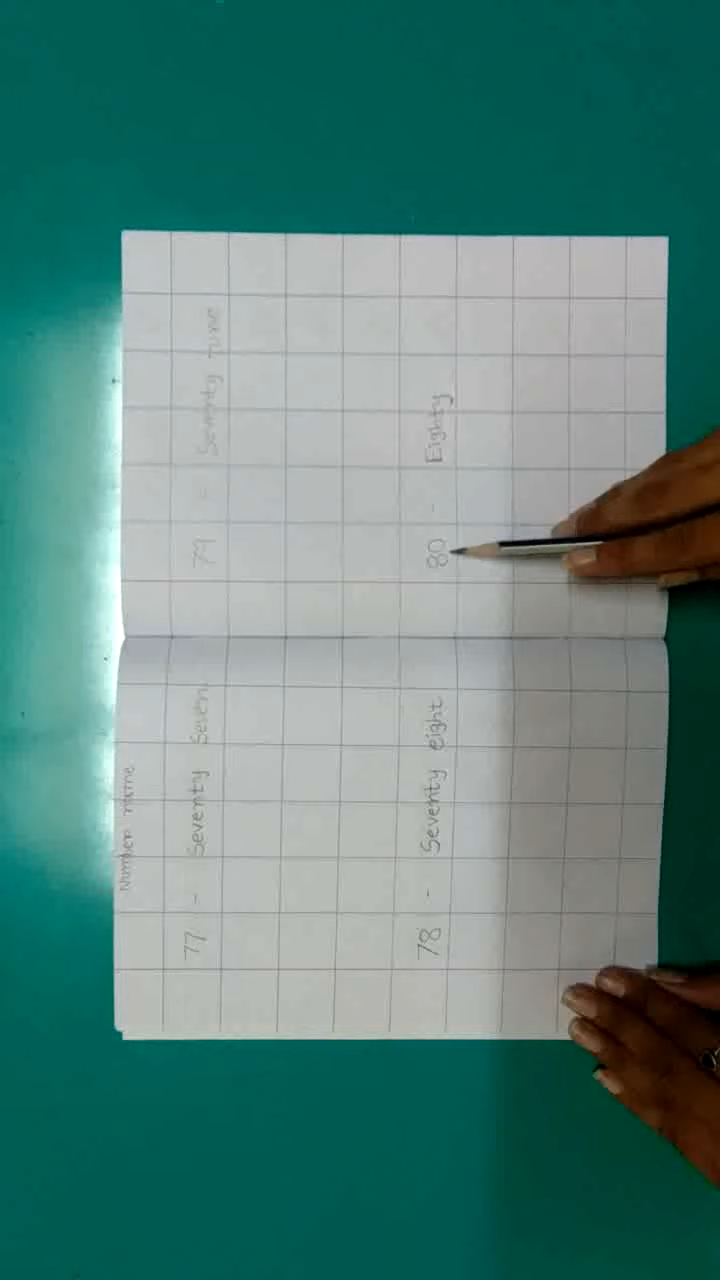 Number name
77 - Seventy Seven
78 - Seventy eight
79 - Seventy nine
80 - Eighty